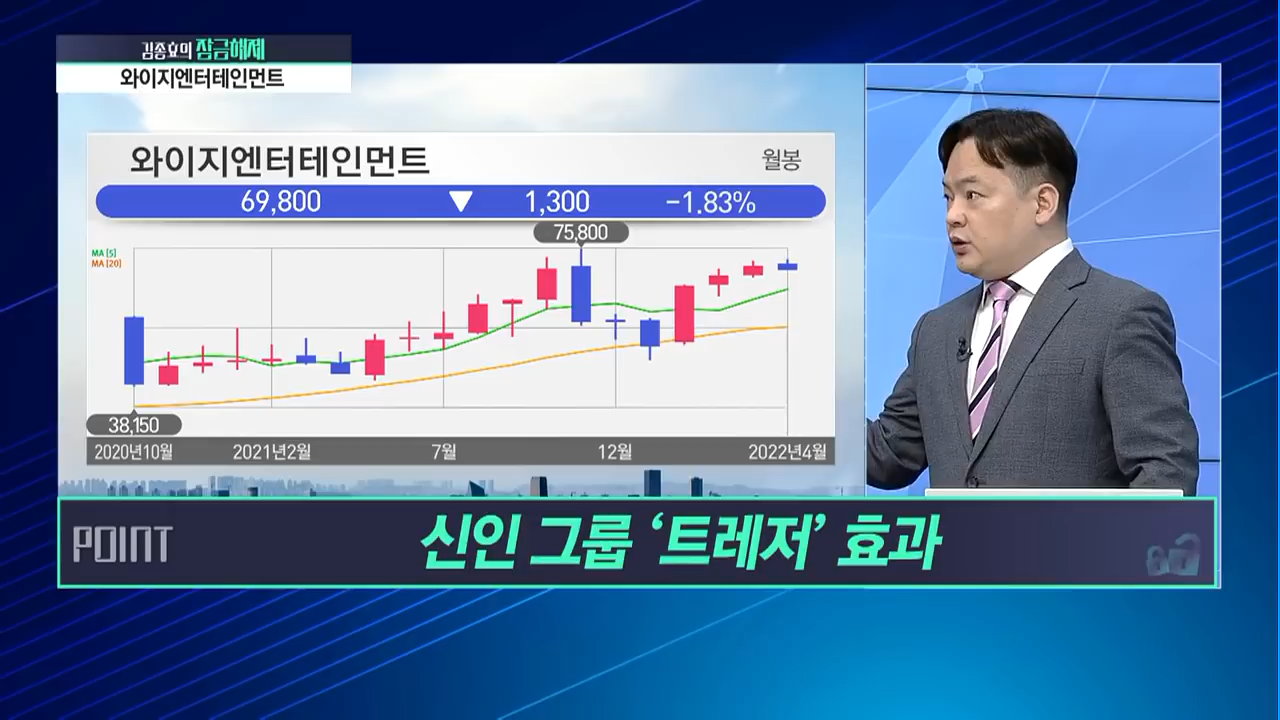 김종효의 잠금해제
와이지엔터테인먼트
와이지엔터테인먼트
월봉
69,800 ▼ 1,300 -1.83%
75,800
MA [5]
MA [20]
38,150
2020년10월 2021년2월 7월 12월 2022년4월
POINT
신인 그룹 ‘트레저’ 효과